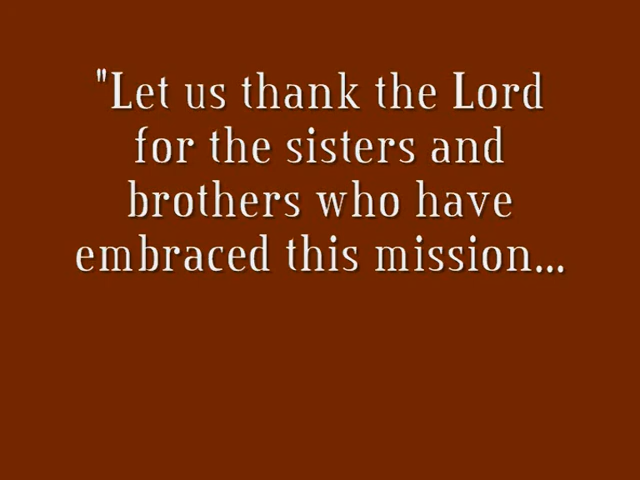 "Let us thank the Lord
for the sisters and
brothers who have
embraced this mission...